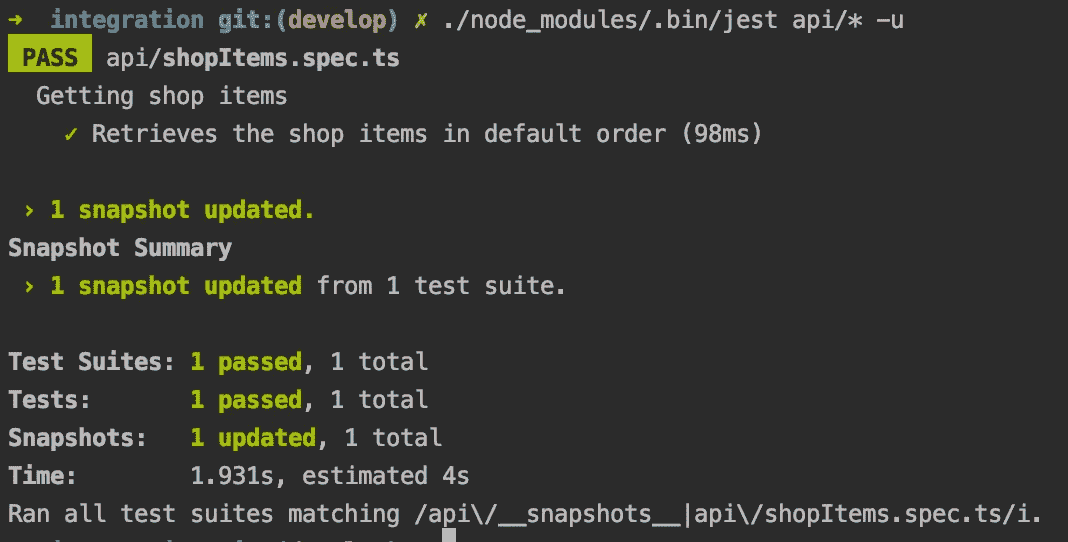 ➜  integration git:(develop) ✗ ./node_modules/.bin/jest api/* -u
PASS api/shopItems.spec.ts
Getting shop items
✓ Retrieves the shop items in default order (98ms)
› 1 snapshot updated.
Snapshot Summary
› 1 snapshot updated from 1 test suite.
Test Suites: 1 passed, 1 total
Tests: 1 passed, 1 total
Snapshots: 1 updated, 1 total
Time: 1.931s, estimated 4s
Ran all test suites matching /api\/__snapshots__|api\/shopItems.spec.ts/i.